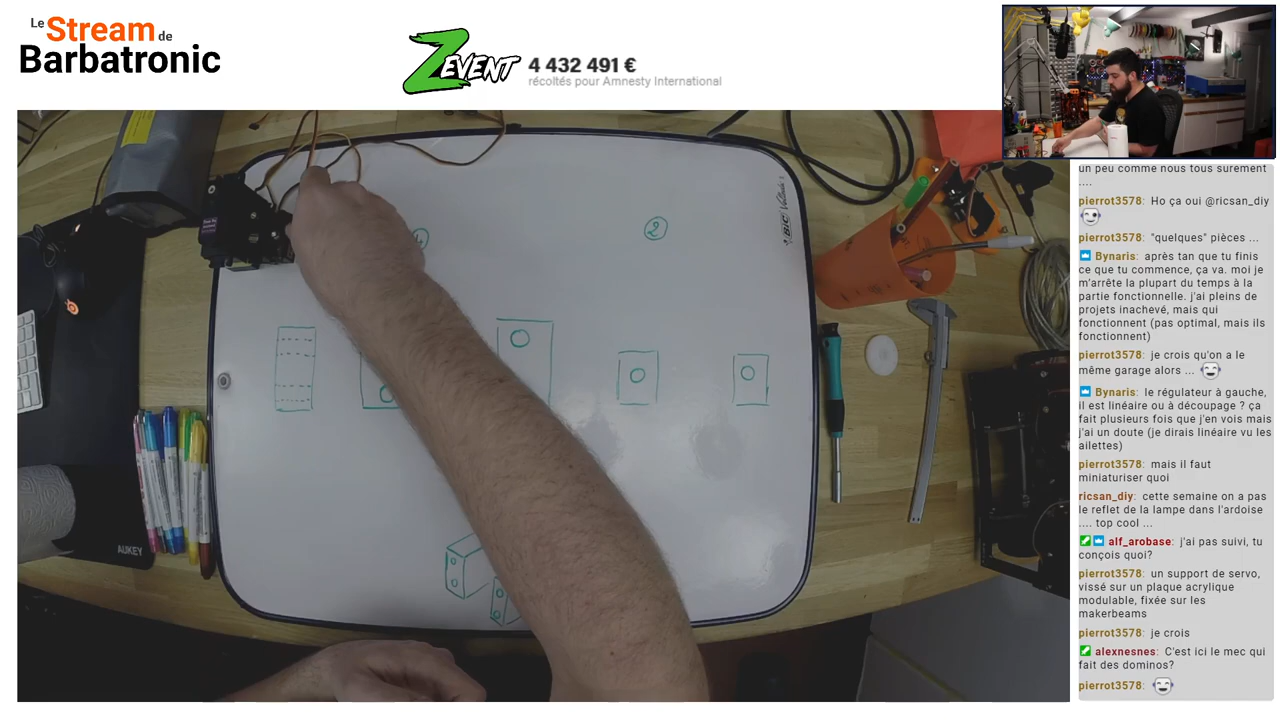 Le Stream de
Barbatronic
ZEVENT
4 432 491 €
récoltés pour Amnesty International
BIC Velleda
4
2
AUKEY
un peu comme nous tous surement
....
pierrot3578: Ho ça oui @ricsan_diy
pierrot3578: "quelques" pièces ...
Bynaris: après tant que tu finis
ce que tu commence, ça va. moi je
m'arrête la plupart du temps à la
partie fonctionnelle. j'ai pleins de
projets inachevé, mais qui
fonctionnent (pas optimal, mais ils
fonctionnent)
pierrot3578: je crois qu'on a le
même garage alors ...
Bynaris: le régulateur à gauche,
il est linéaire ou à découpage ? ça
fait plusieurs fois que j'en vois mais
j'ai un doute (je dirais linéaire vu les
ailettes)
pierrot3578: mais il faut
miniaturiser quoi
ricsan_diy: cette semaine on a pas
le reflet de la lampe dans l'ardoise
.... top cool ...
alf_arobase: j'ai pas suivi, tu
conçois quoi?
pierrot3578: un support de servo,
vissé sur un plaque acrylique
modulable, fixée sur les
makerbeams
pierrot3578: je crois
alexnesnes: C'est ici le mec qui
fait des dominos?
pierrot3578: